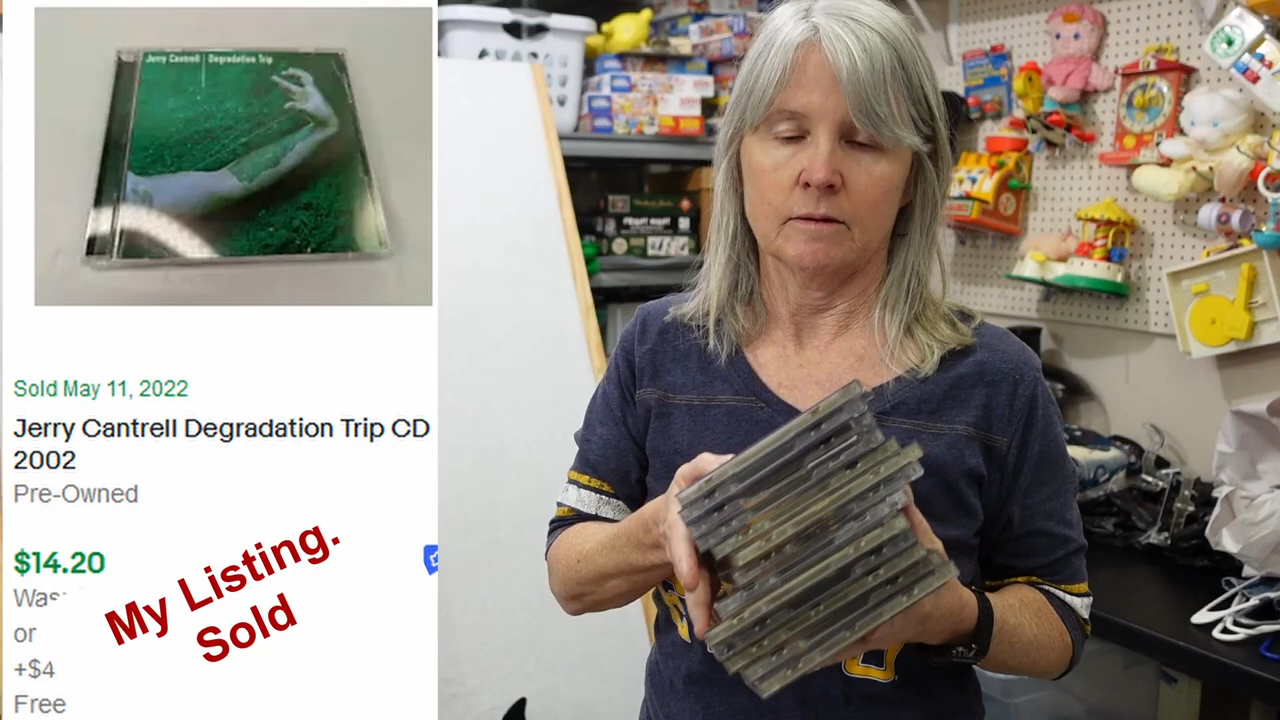 Jerry Cantrell | Degradation Trip
Sold May 11, 2022
Jerry Cantrell Degradation Trip CD
2002
Pre-Owned
$14.20
Was
or
+$4
Free
My Listing.
Sold